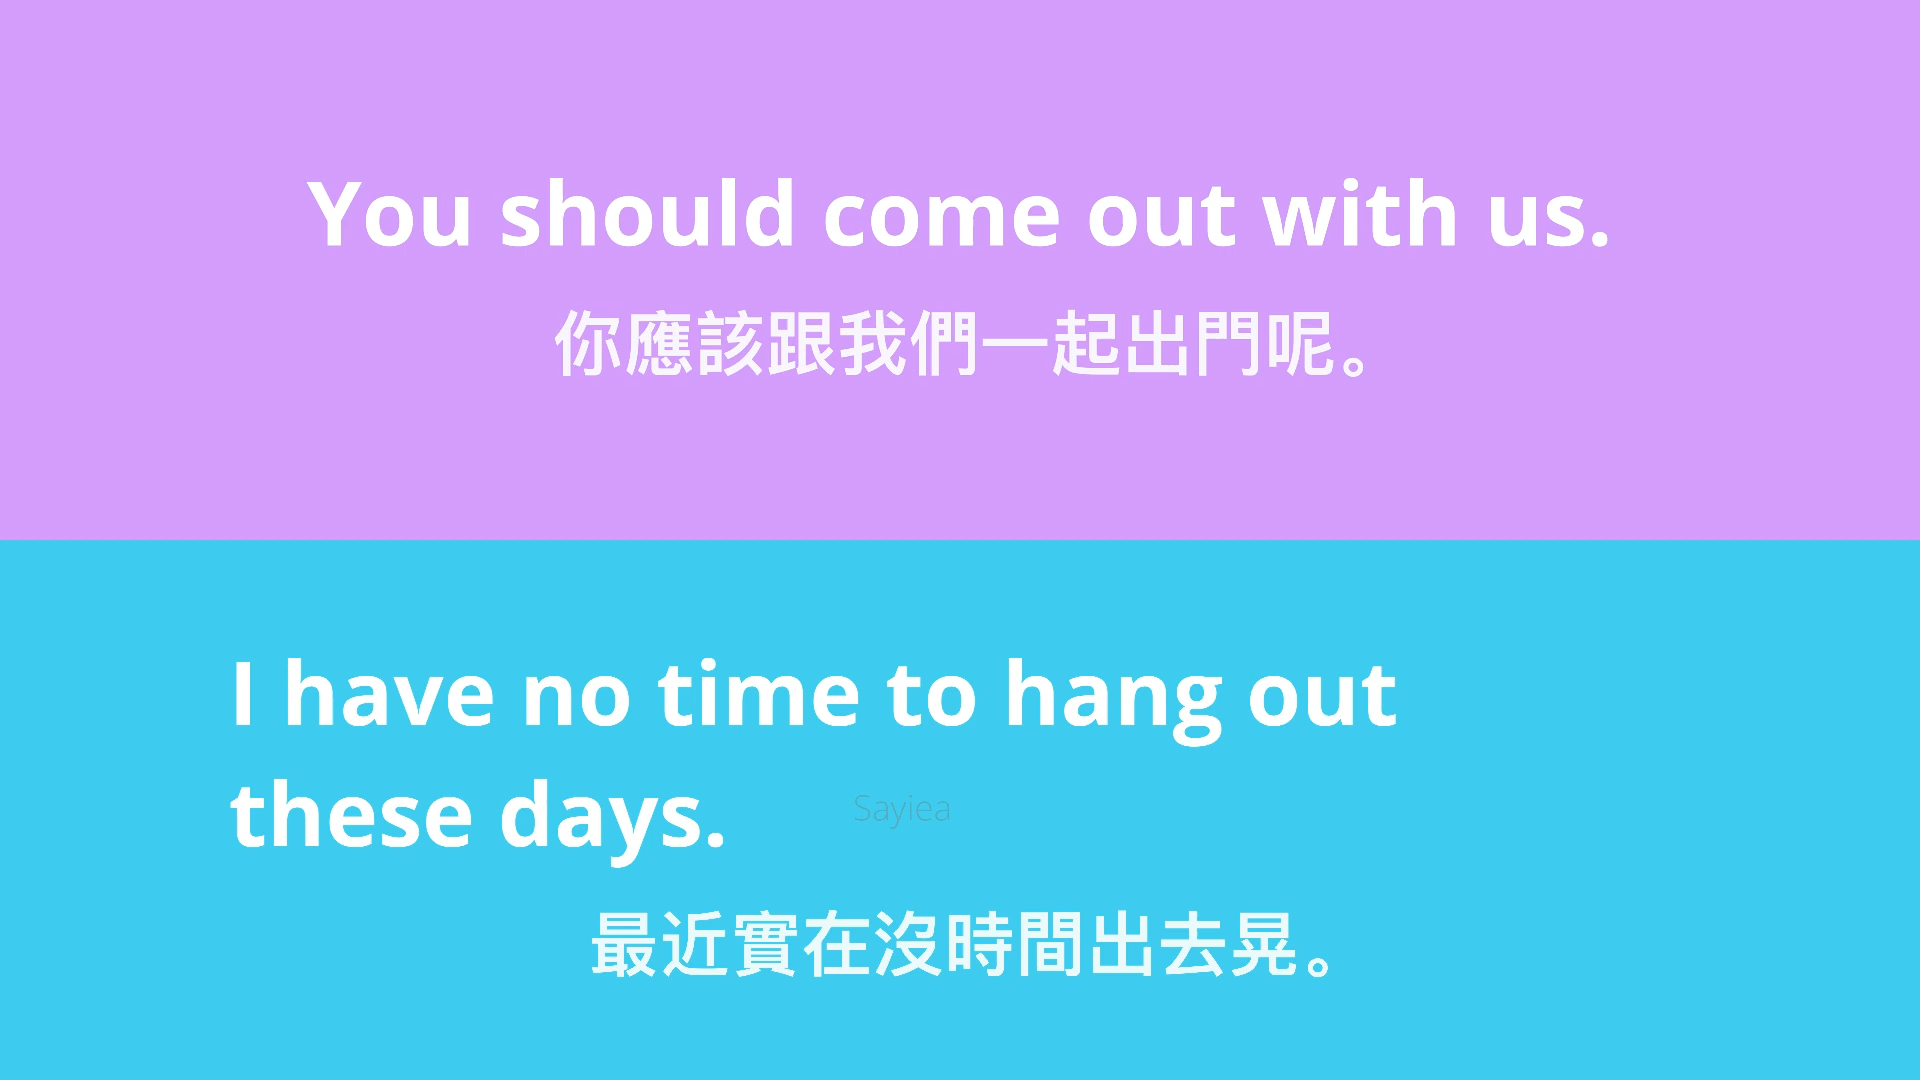 You should come out with us.
你應該跟我們一起出門呢。
I have no time to hang out
these days.
Sayiea
最近實在沒時間出去晃。